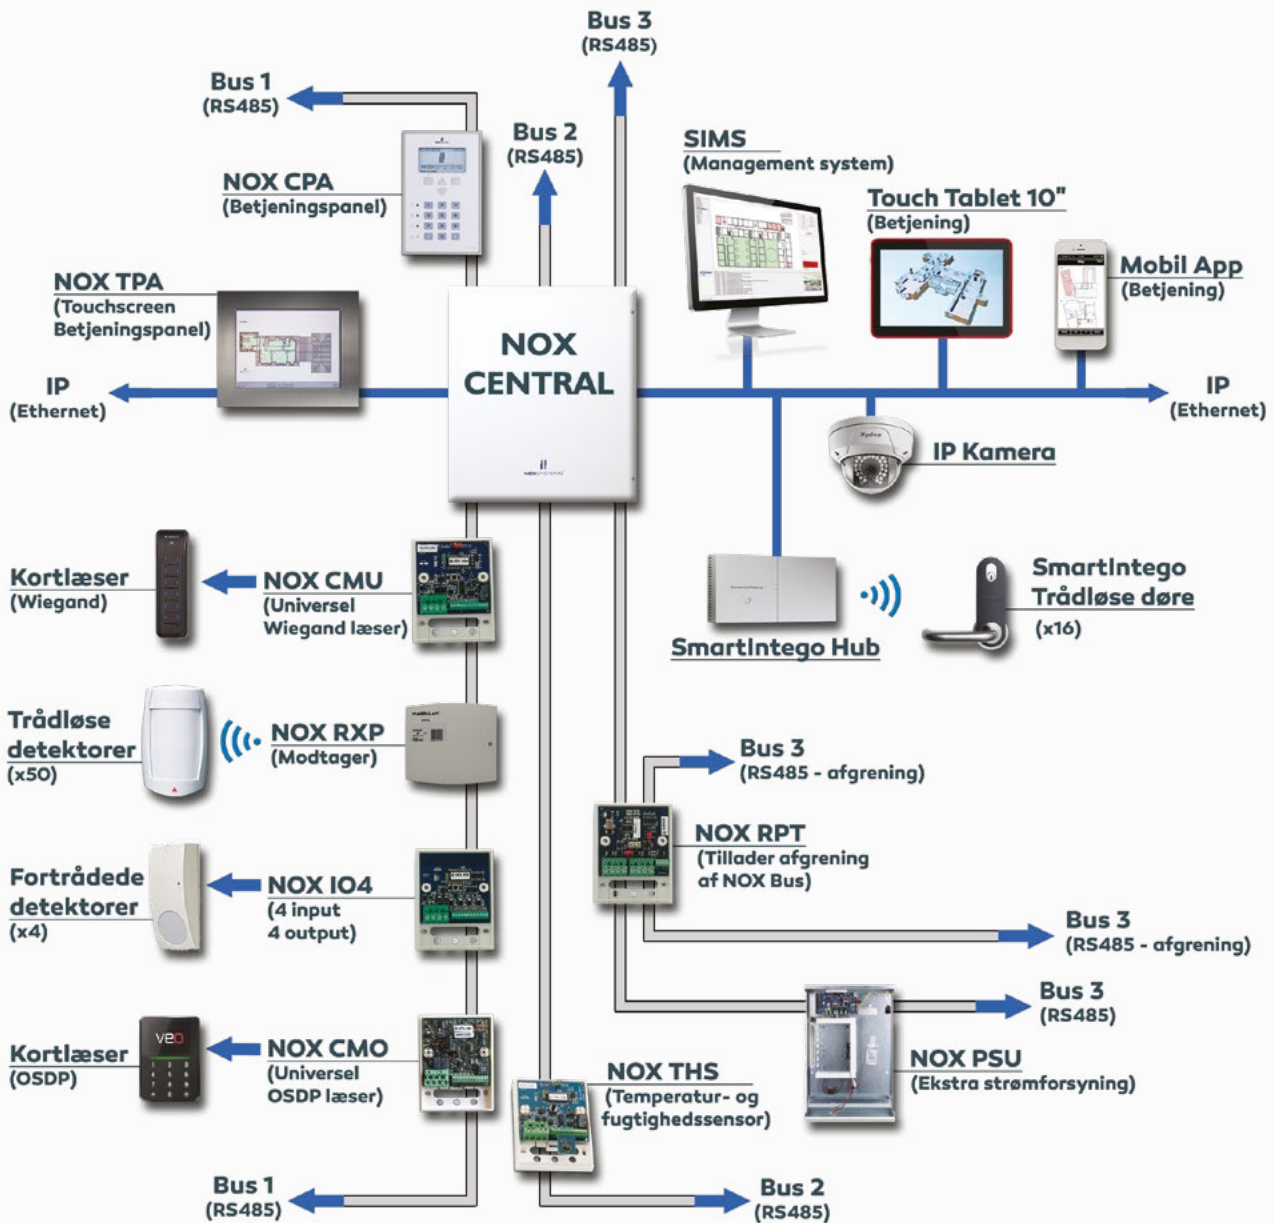 Bus 3
(RS485)
Bus 1
(RS485)
Bus 2
(RS485)
SIMS
(Management system)
NOX CPA
(Betjeningspanel)
Touch Tablet 10"
(Betjening)
Mobil App
(Betjening)
NOX TPA
(Touchscreen
Betjeningspanel)
NOX
CENTRAL
NOXSYSTEMS
IP
(Ethernet)
IP
(Ethernet)
IP Kamera
Kortlæser
(Wiegand)
NOX CMU
(Universel
Wiegand læser)
SmartIntego Hub
SmartIntego
Trådløse døre
(x16)
Trådløse
detektorer
(x50)
NOX RXP
(Modtager)
Bus 3
(RS485 - afgrening)
NOX RPT
(Tillader afgrening
af NOX Bus)
Fortrådede
detektorer
(x4)
NOX IO4
(4 input
4 output)
Bus 3
(RS485 - afgrening)
Bus 3
(RS485)
Kortlæser
(OSDP)
veo
NOX CMO
(Universel
OSDP læser)
NOX THS
(Temperatur- og
fugtighedssensor)
NOX PSU
(Ekstra strømforsyning)
Bus 1
(RS485)
Bus 2
(RS485)